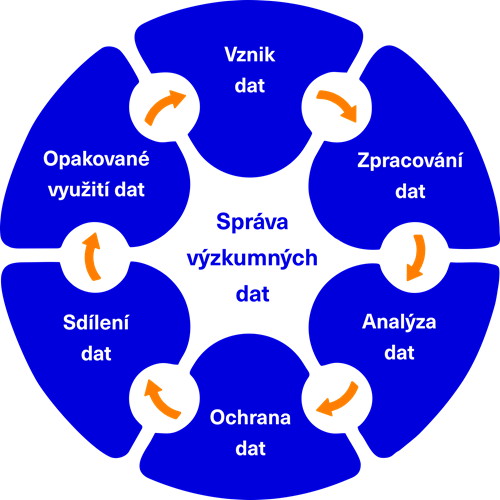 Vznik
dat
Zpracování
dat
Analýza
dat
Ochrana
dat
Sdílení
dat
Opakované
využití dat
Správa
výzkumných
dat